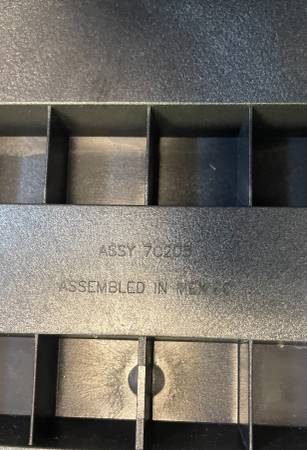 ASSY 7C205
ASSEMBLED IN MEXICO